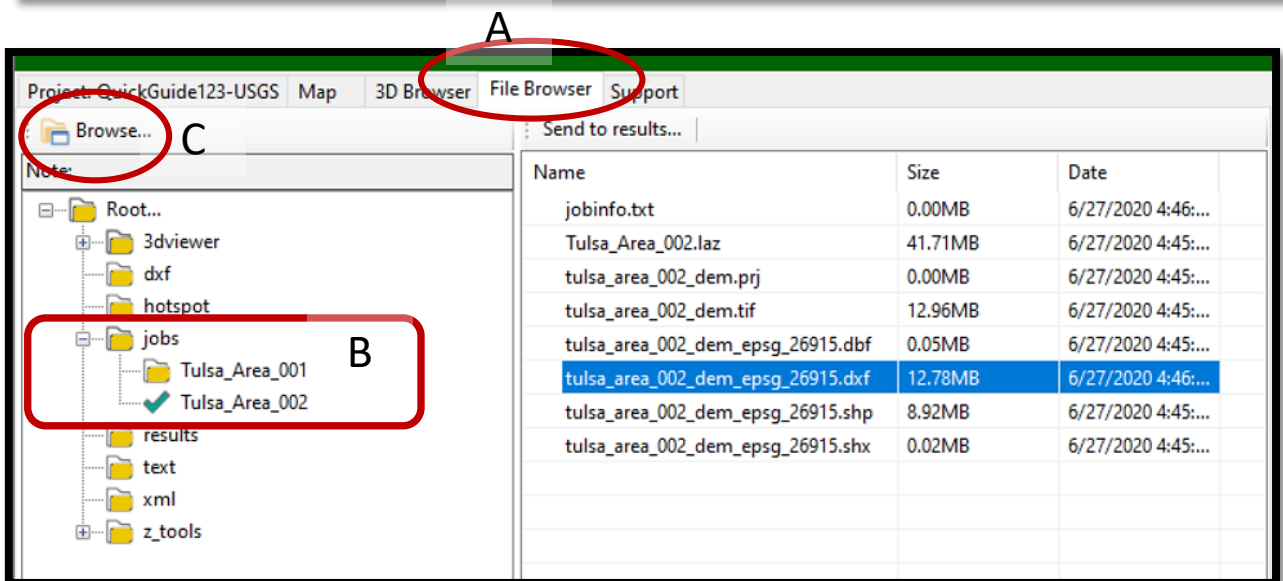 A
Project: QuickGuide123-USGS Map 3D Browser File Browser Support
Browse... C Send to results...
Note: Name Size Date
Root... jobinfo.txt 0.00MB 6/27/2020 4:46:...
3dviewer Tulsa_Area_002.laz 41.71MB 6/27/2020 4:45:...
dxf tulsa_area_002_dem.prj 0.00MB 6/27/2020 4:45:...
hotspot tulsa_area_002_dem.tif 12.96MB 6/27/2020 4:45:...
jobs B tulsa_area_002_dem_epsg_26915.dbf 0.05MB 6/27/2020 4:45:...
Tulsa_Area_001 tulsa_area_002_dem_epsg_26915.dxf 12.78MB 6/27/2020 4:46:...
Tulsa_Area_002 tulsa_area_002_dem_epsg_26915.shp 8.92MB 6/27/2020 4:45:...
results tulsa_area_002_dem_epsg_26915.shx 0.02MB 6/27/2020 4:45:...
text
xml
z_tools